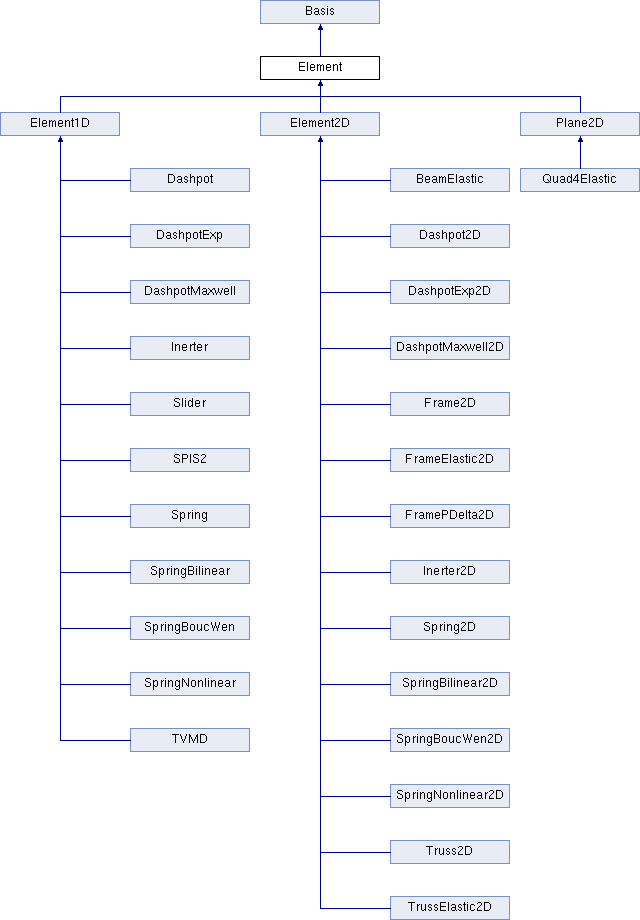 Basis
Element
Element1D
Element2D
Plane2D
Dashpot
BeamElastic
Quad4Elastic
DashpotExp
Dashpot2D
DashpotMaxwell
DashpotExp2D
Inerter
DashpotMaxwell2D
Slider
Frame2D
SPIS2
FrameElastic2D
Spring
FramePDelta2D
SpringBilinear
Inerter2D
SpringBoucWen
Spring2D
SpringNonlinear
SpringBilinear2D
TVMD
SpringBoucWen2D
SpringNonlinear2D
Truss2D
TrussElastic2D